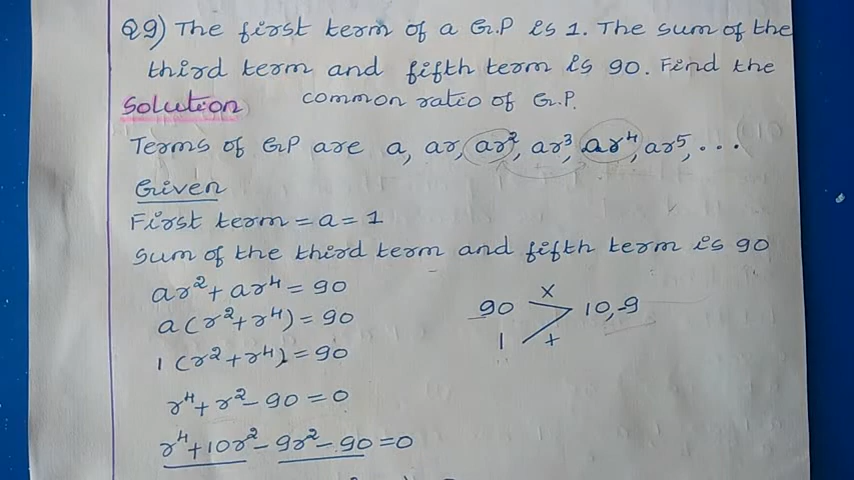 Q9) The first term of a G.P is 1. The sum of the
third term and fifth term is 90. Find the
Solution common ratio of G.P.
Terms of GP are a, ar, ar², ar³, ar⁴, ar⁵, ...
Given
First term = a = 1
Sum of the third term and fifth term is 90
ar² + ar⁴ = 90
a(r² + r⁴) = 90
1(r² + r⁴) = 90
r⁴ + r² - 90 = 0
r⁴ + 10r² - 9r² - 90 = 0
×
90 10, -9
1 +